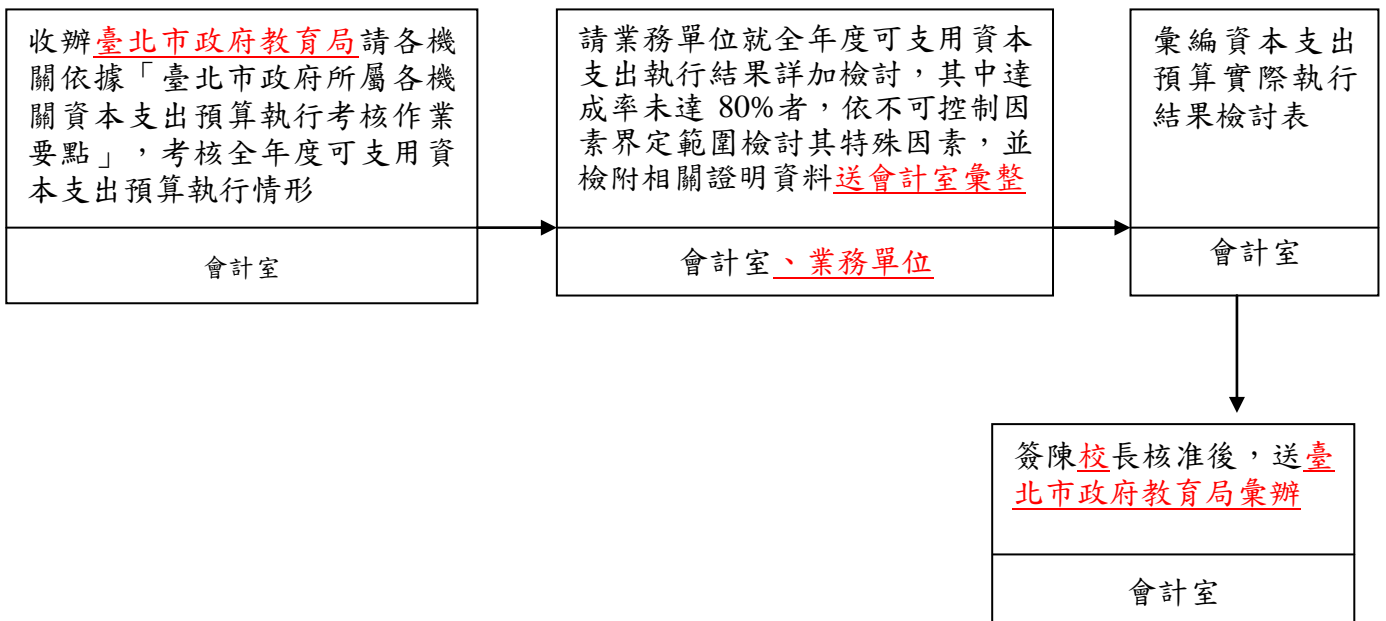 收辦臺北市政府教育局請各機
關依據「臺北市政府所屬各機
關資本支出預算執行考核作業
要點」，考核全年度可支用資
本支出預算執行情形
會計室
請業務單位就全年度可支用資本
支出執行結果詳加檢討，其中達
成率未達 80%者，依不可控制因
素界定範圍檢討其特殊因素，並
檢附相關證明資料送會計室彙整
會計室、業務單位
彙編資本支出
預算實際執行
結果檢討表
會計室
簽陳校長核准後，送臺
北市政府教育局彙辦
會計室